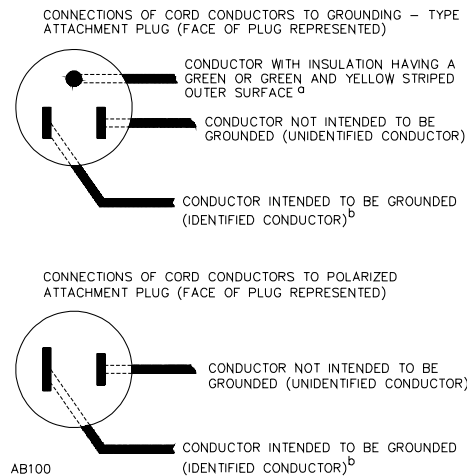 CONNECTIONS OF CORD CONDUCTORS TO GROUNDING – TYPE
ATTACHMENT PLUG (FACE OF PLUG REPRESENTED)
CONDUCTOR WITH INSULATION HAVING A
GREEN OR GREEN AND YELLOW STRIPED
OUTER SURFACE a
CONDUCTOR NOT INTENDED TO BE
GROUNDED (UNIDENTIFIED CONDUCTOR)
CONDUCTOR INTENDED TO BE GROUNDED
(IDENTIFIED CONDUCTOR) b
CONNECTIONS OF CORD CONDUCTORS TO POLARIZED
ATTACHMENT PLUG (FACE OF PLUG REPRESENTED)
CONDUCTOR NOT INTENDED TO BE
GROUNDED (UNIDENTIFIED CONDUCTOR)
CONDUCTOR INTENDED TO BE GROUNDED
(IDENTIFIED CONDUCTOR) b
AB100